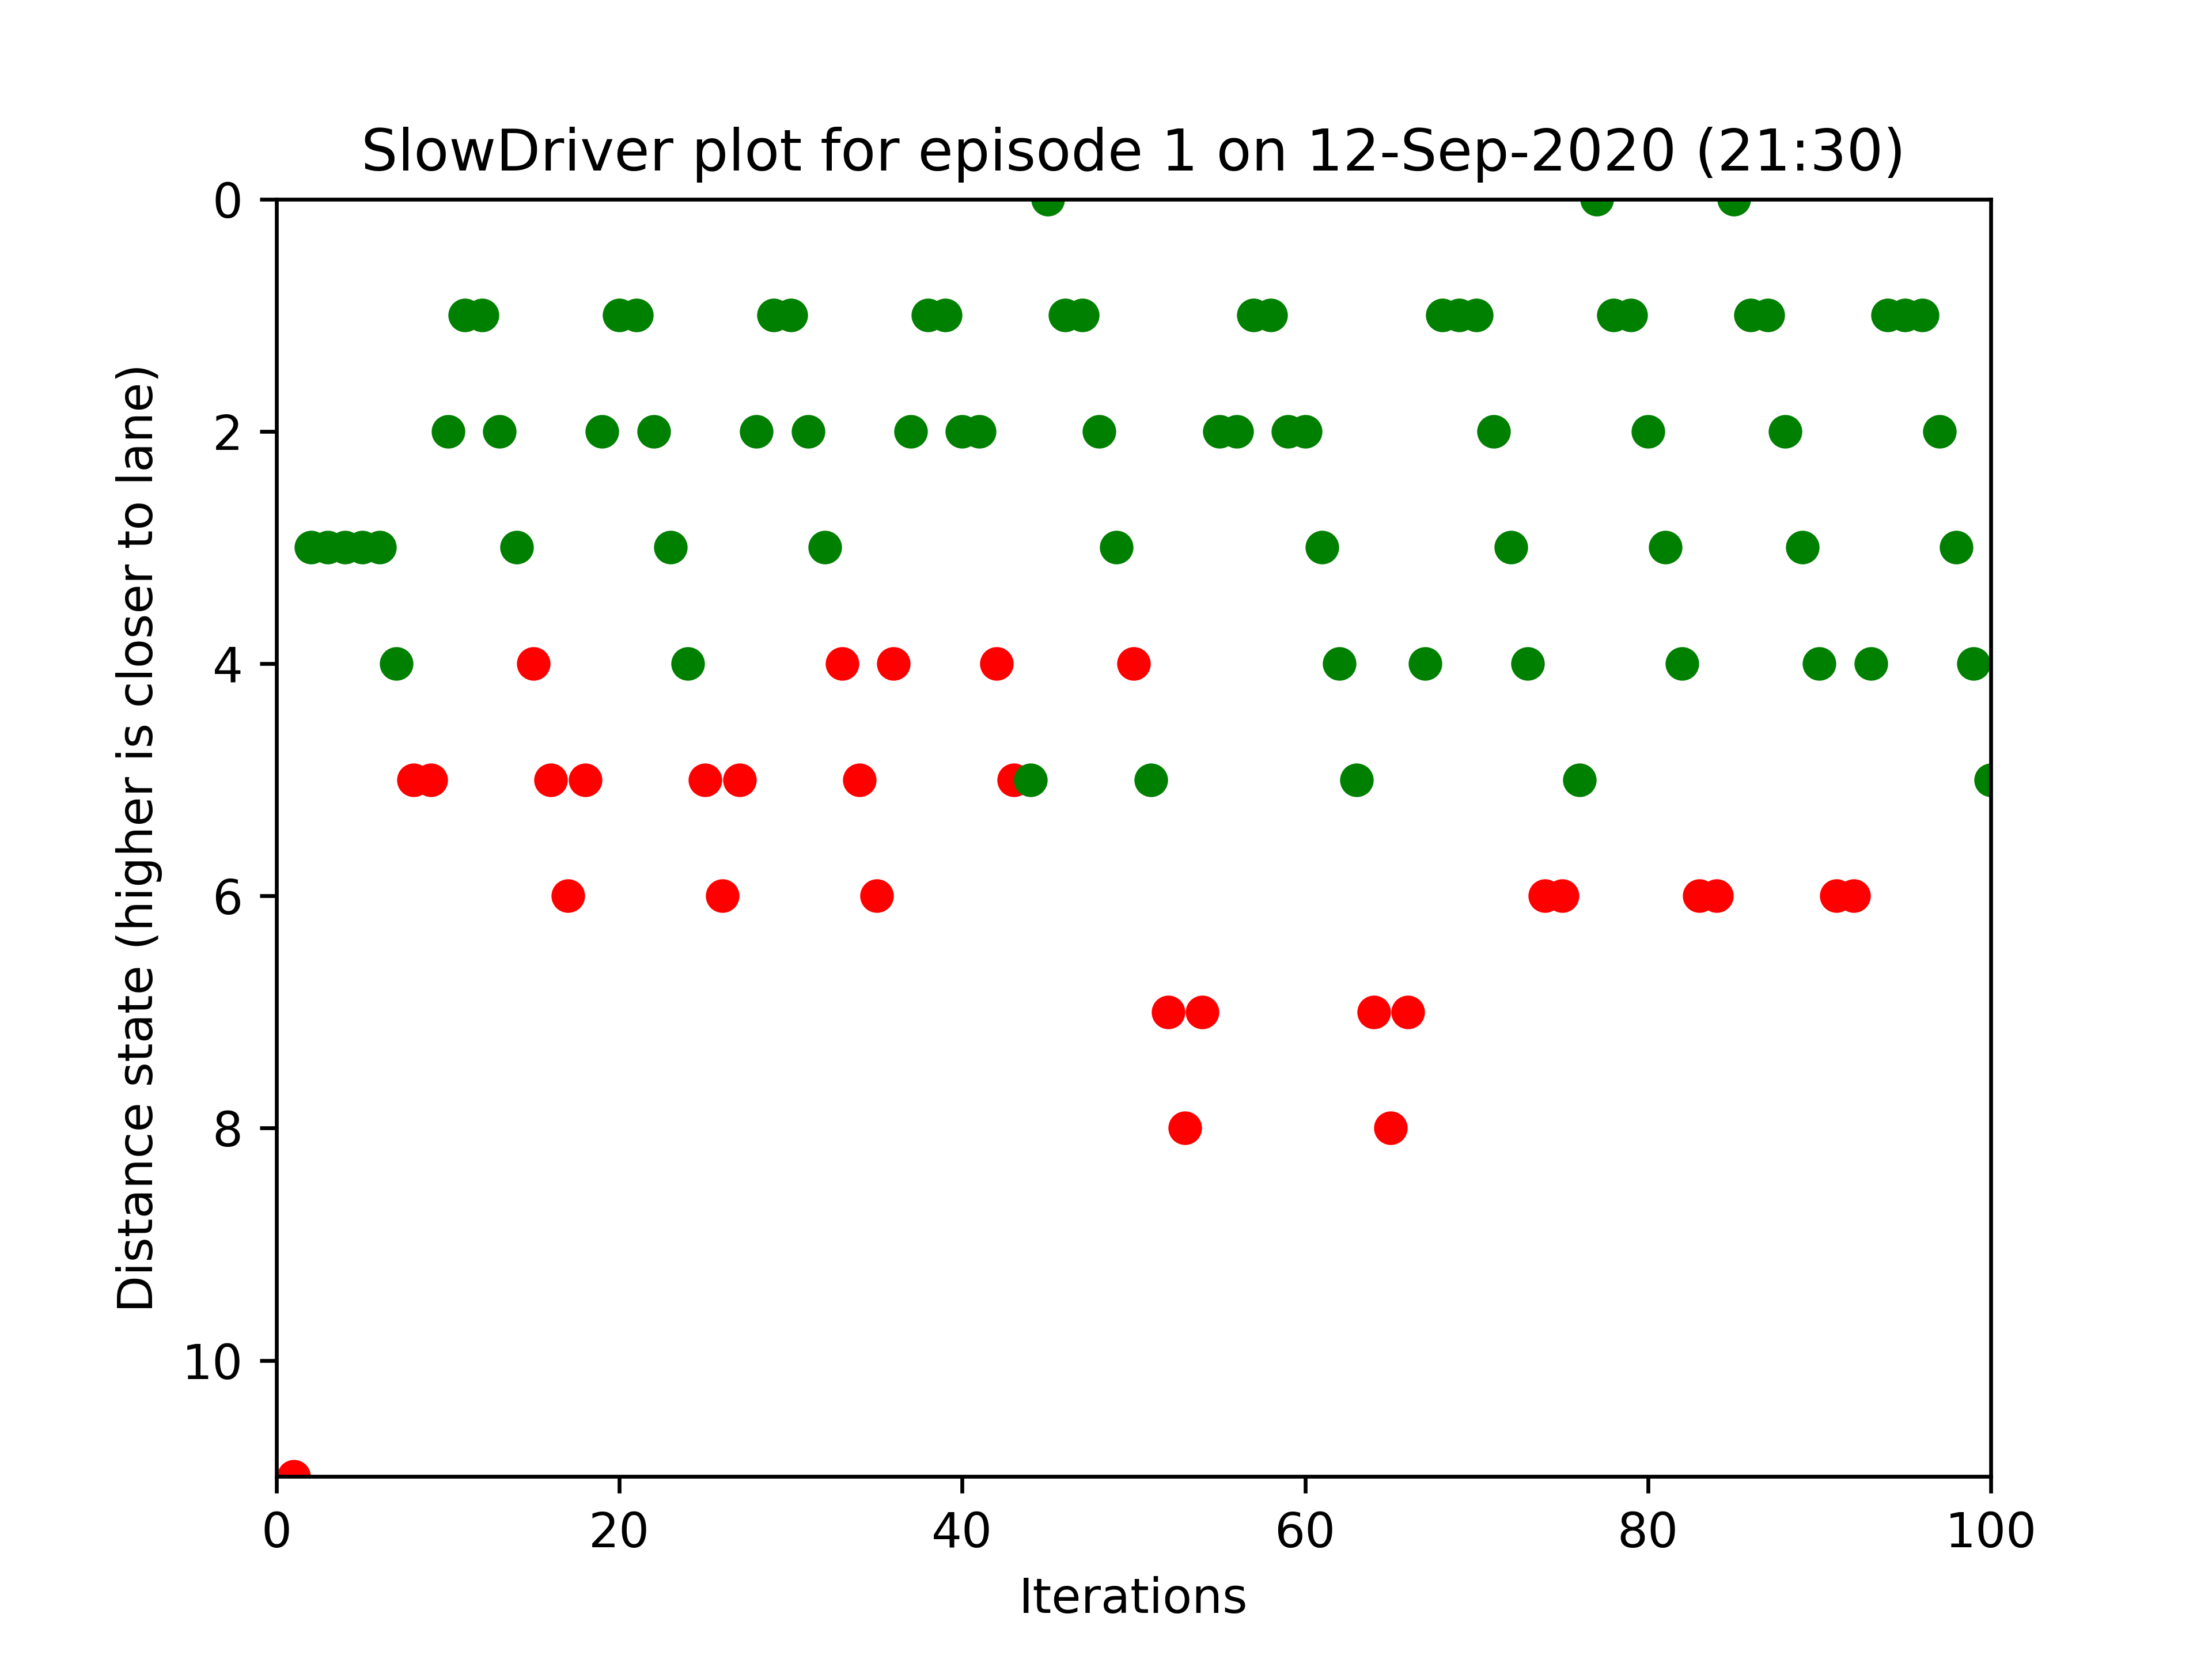 SlowDriver plot for episode 1 on 12-Sep-2020 (21:30)
Distance state (higher is closer to lane)
0
2
4
6
8
10
0 20 40 60 80 100
Iterations